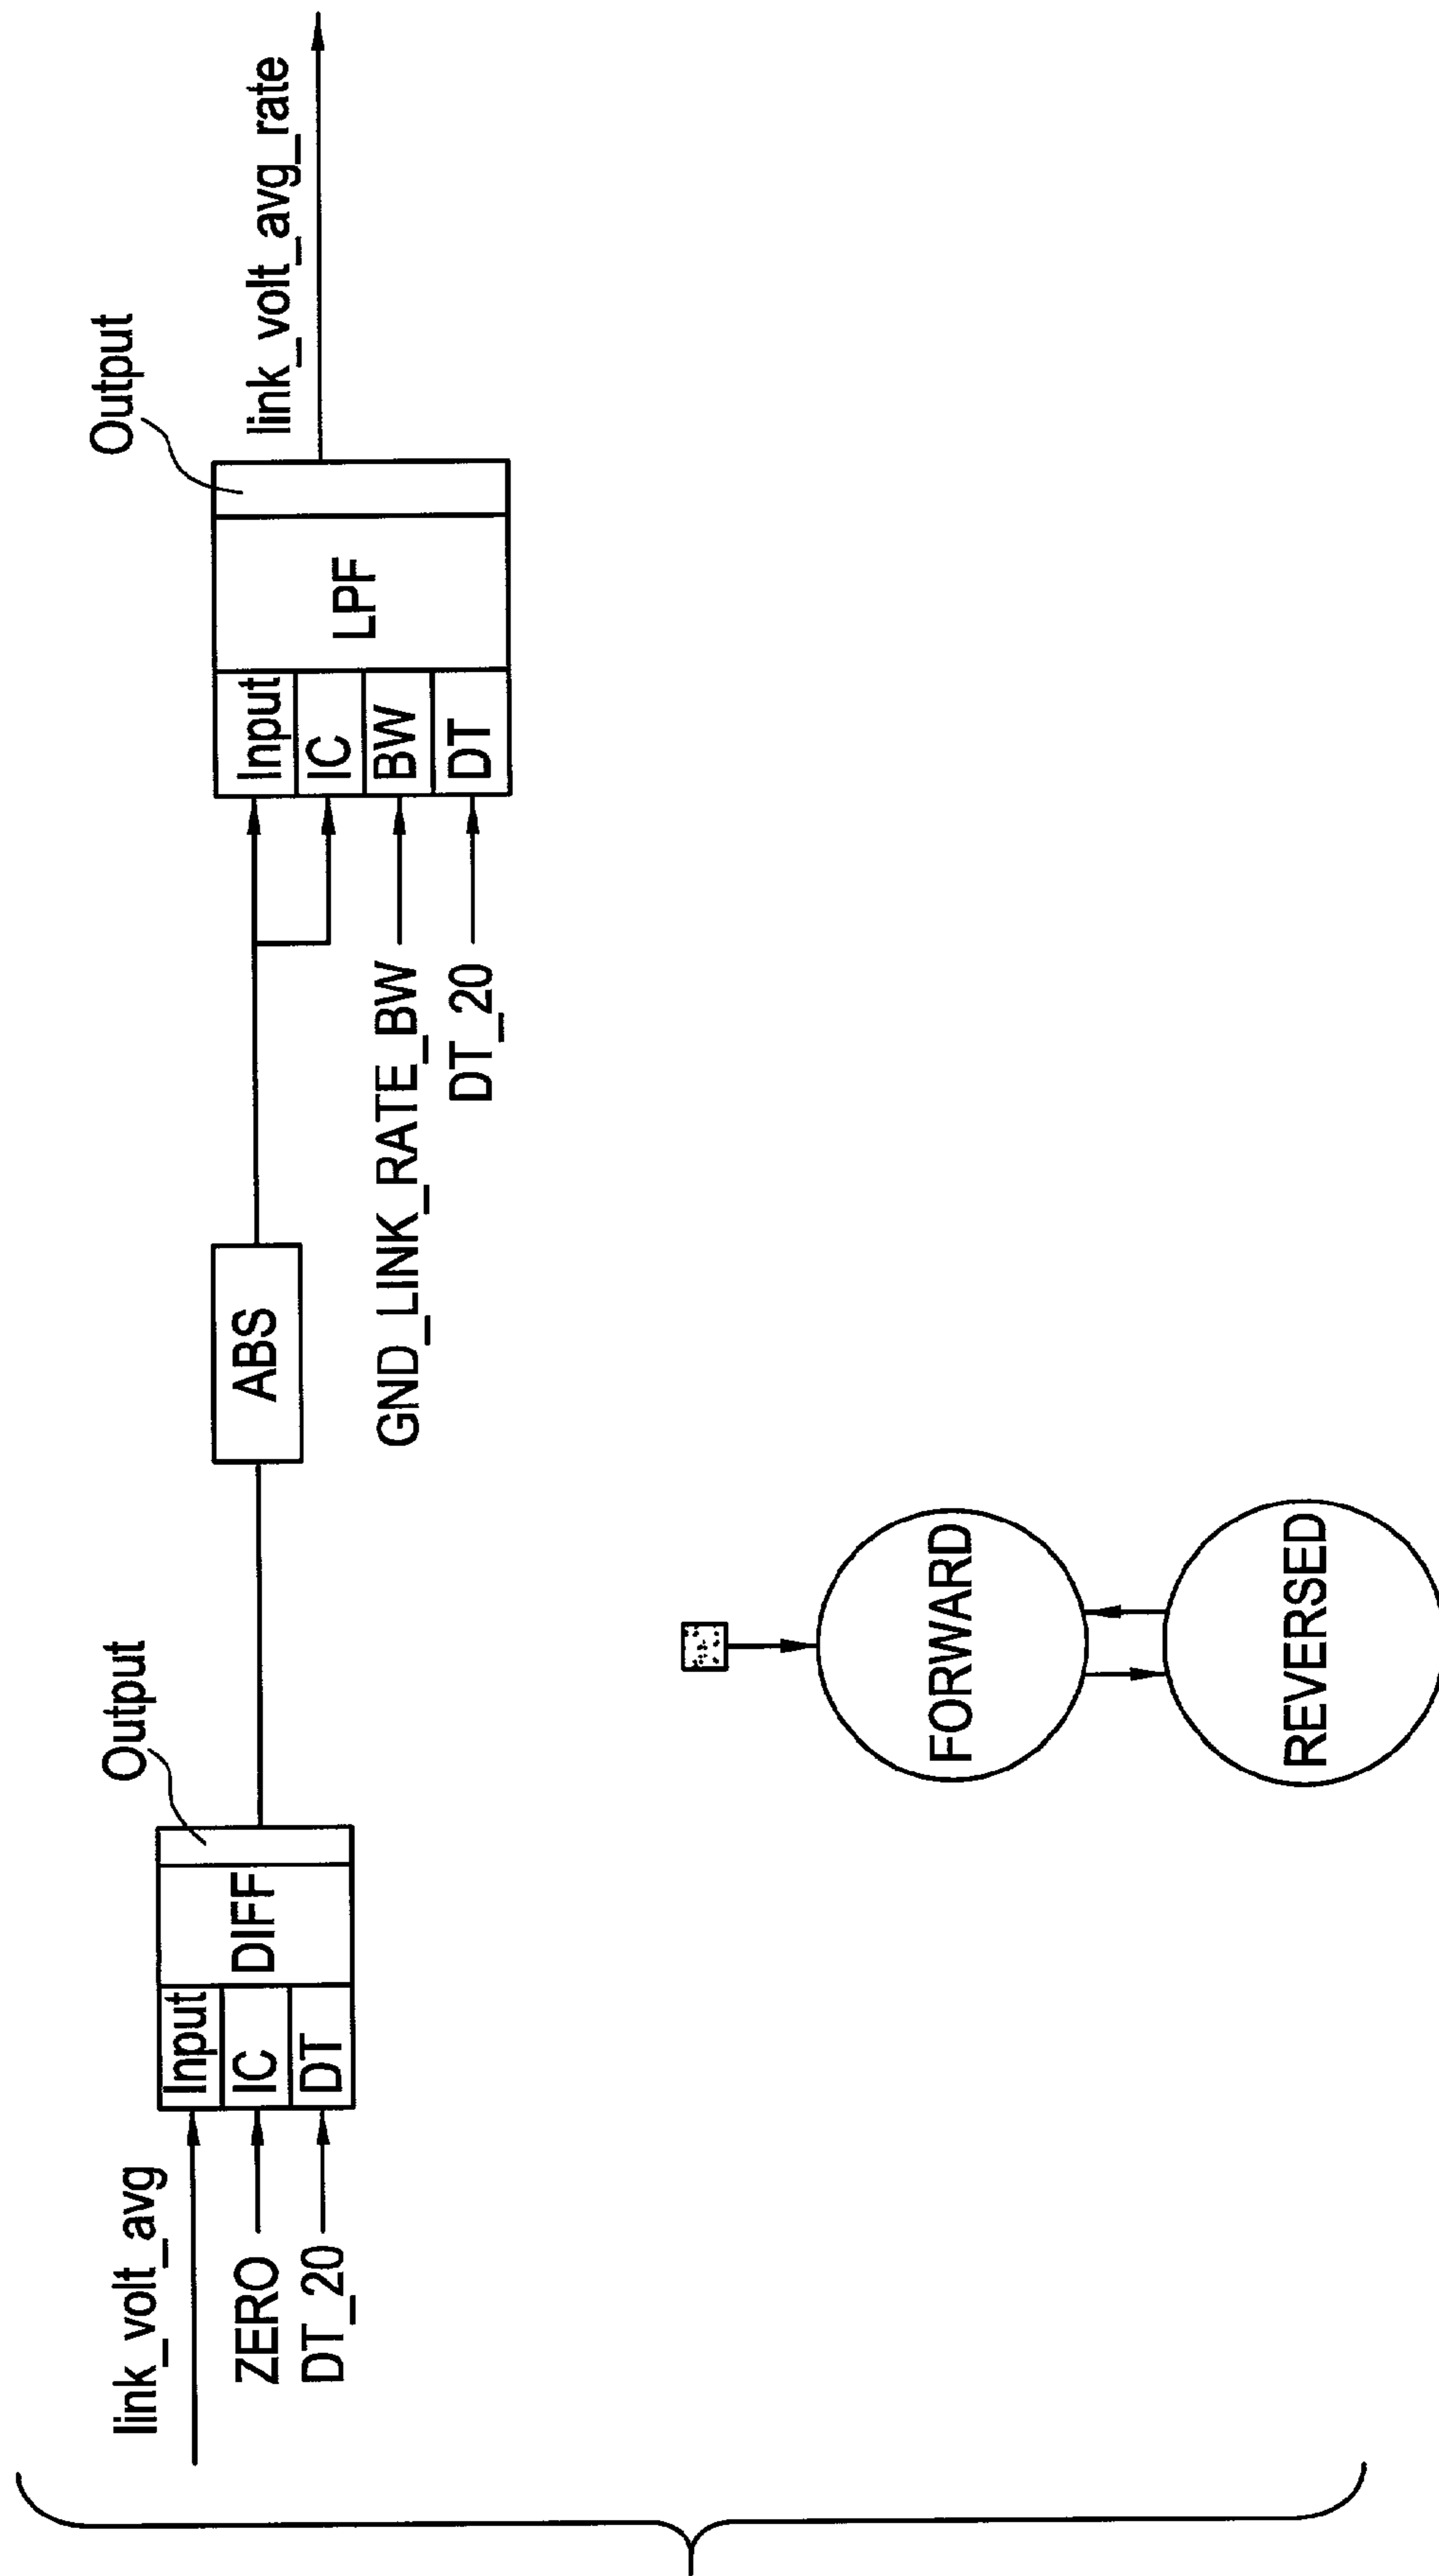 link_volt_avg
ZERO
DT_20
Input
IC
DT
DIFF
Output
ABS
GND_LINK_RATE_BW
DT_20
Input
IC
BW
DT
LPF
Output
link_volt_avg_rate
FORWARD
REVERSED